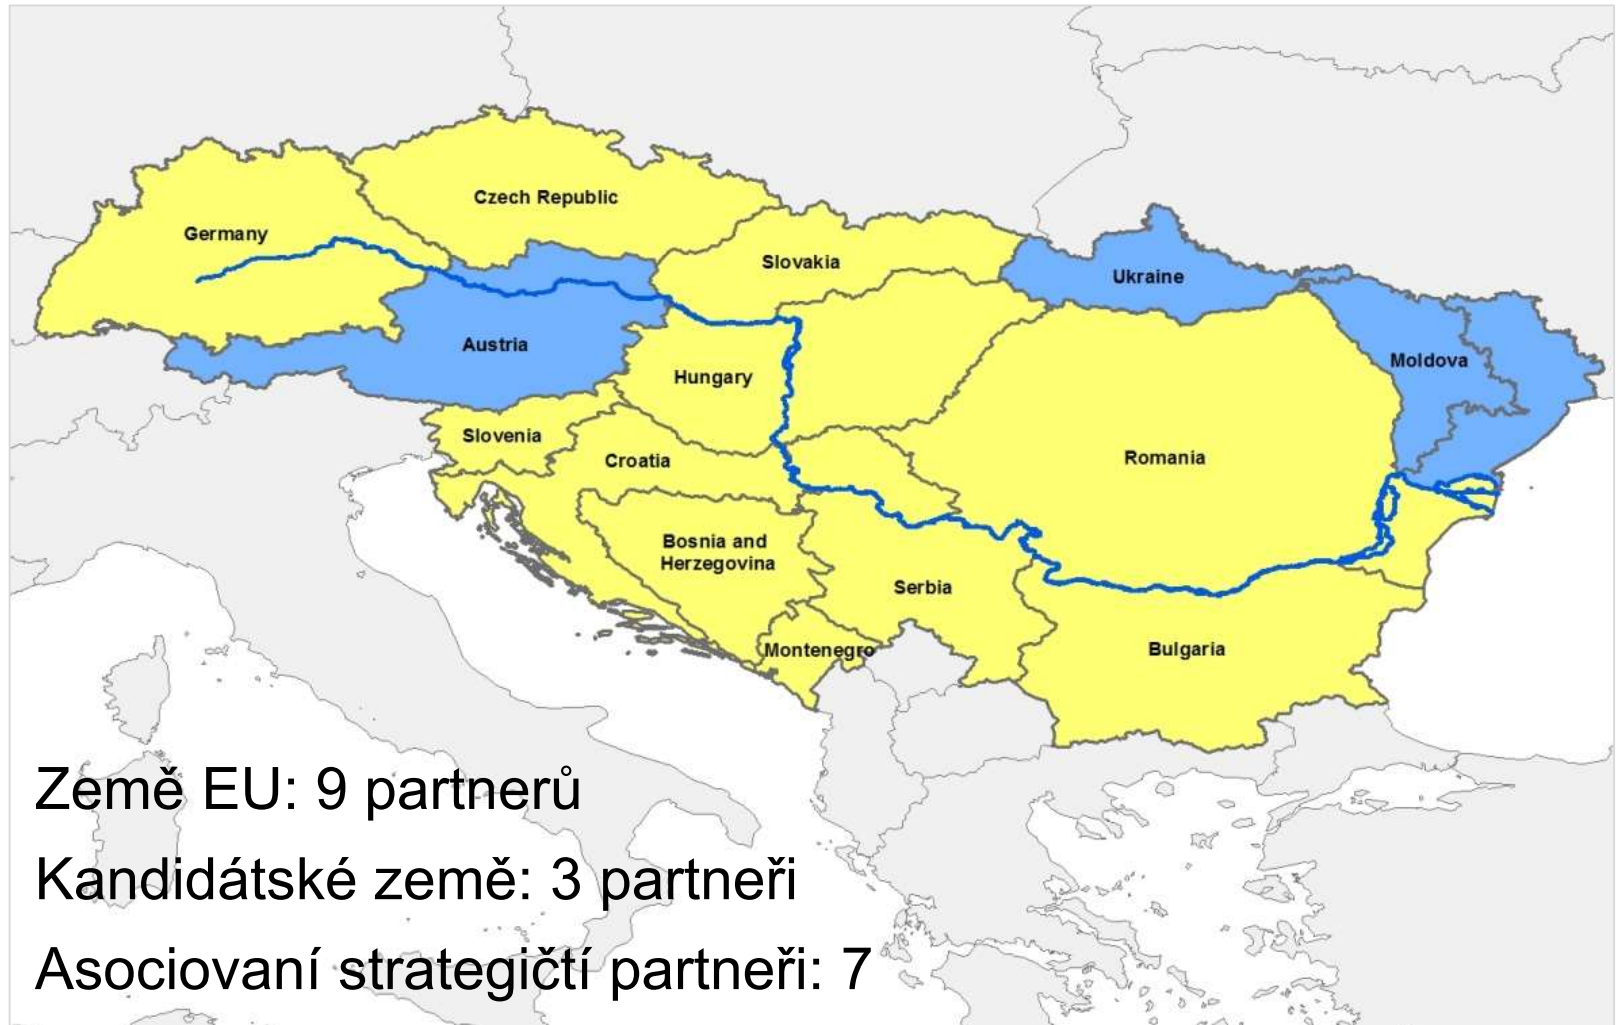 Czech Republic
Germany
Slovakia
Ukraine
Austria
Moldova
Hungary
Slovenia
Croatia
Romania
Bosnia and
Herzegovina
Serbia
Montenegro
Bulgaria
Země EU: 9 partnerů
Kandidátské země: 3 partneři
Asociovaní strategičtí partneři: 7